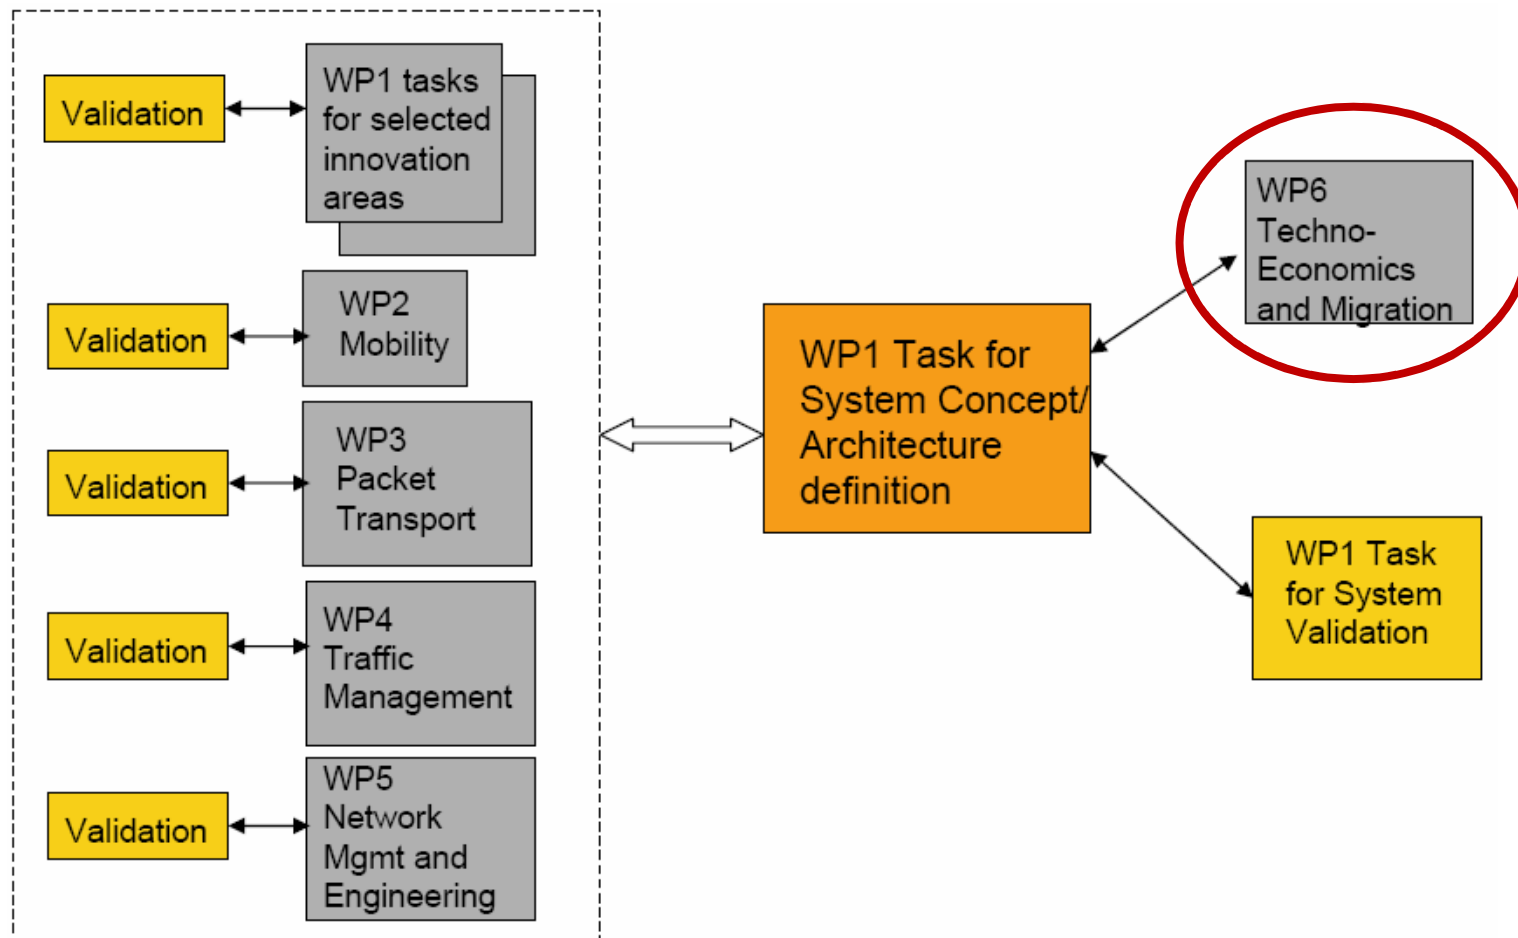 Validation
WP1 tasks
for selected
innovation
areas
Validation
WP2
Mobility
Validation
WP3
Packet
Transport
Validation
WP4
Traffic
Management
Validation
WP5
Network
Mgmt and
Engineering
WP1 Task for
System Concept/
Architecture
definition
WP6
Techno-
Economics
and Migration
WP1 Task
for System
Validation